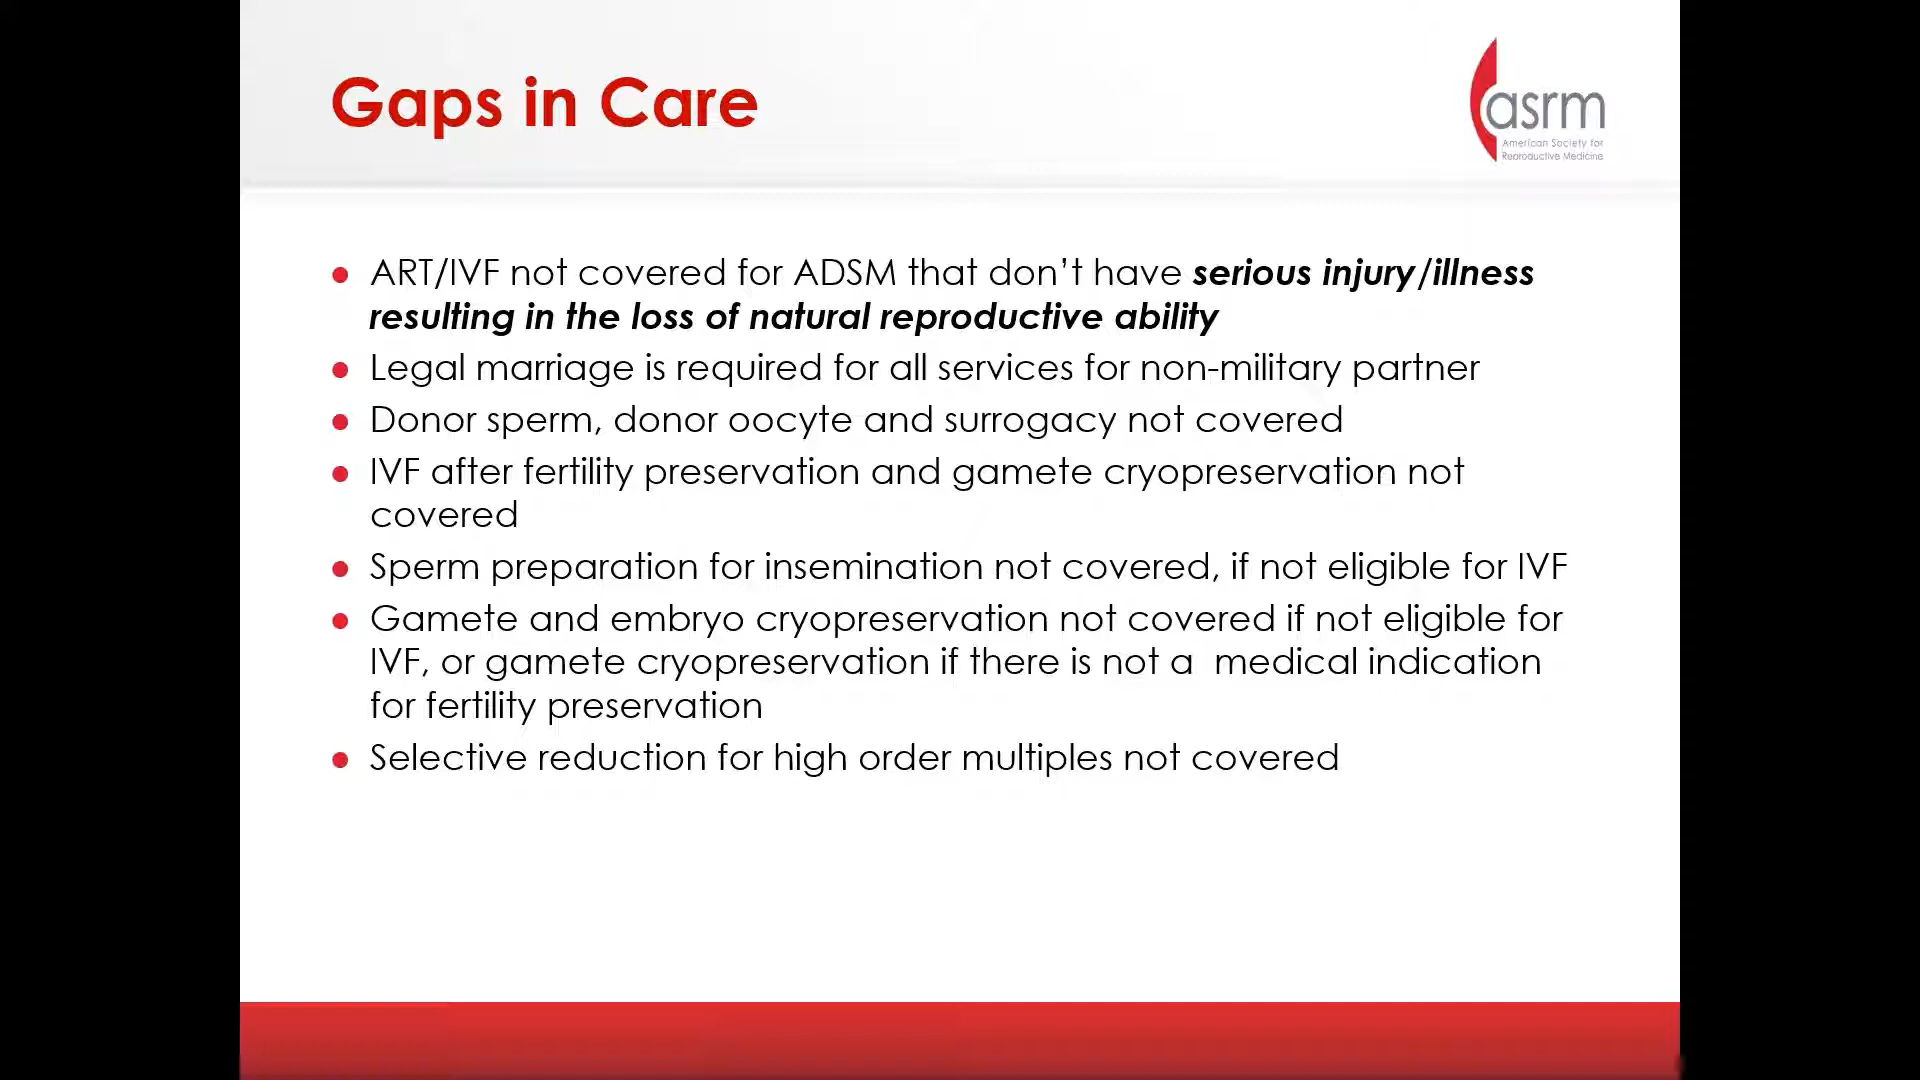 Gaps in Care
asrm
American Society for
Reproductive Medicine
ART/IVF not covered for ADSM that don’t have serious injury/illness
resulting in the loss of natural reproductive ability
Legal marriage is required for all services for non-military partner
Donor sperm, donor oocyte and surrogacy not covered
IVF after fertility preservation and gamete cryopreservation not
covered
Sperm preparation for insemination not covered, if not eligible for IVF
Gamete and embryo cryopreservation not covered if not eligible for
IVF, or gamete cryopreservation if there is not a  medical indication
for fertility preservation
Selective reduction for high order multiples not covered